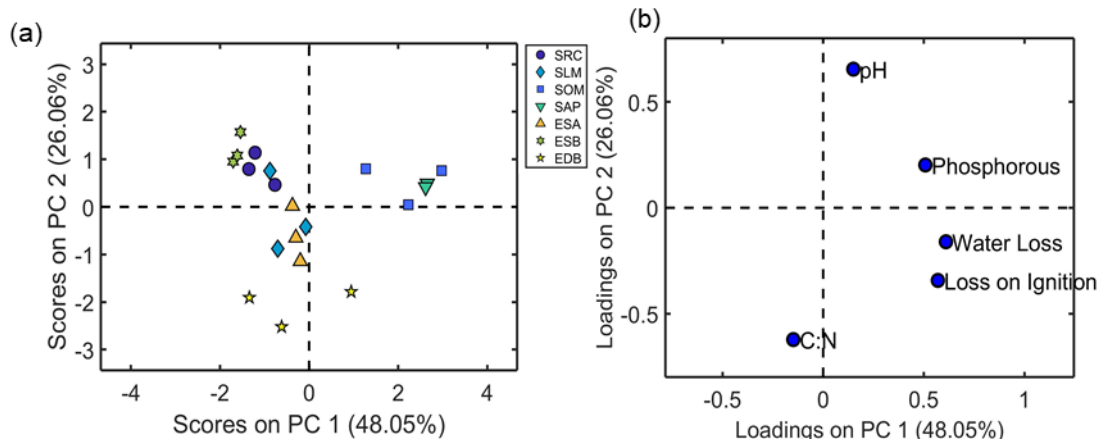 (a)
Scores on PC 2 (26.06%)
3
2
1
0
-1
-2
-3
-4
-2
0
2
4
Scores on PC 1 (48.05%)
SRC
SLM
SOM
SAP
ESA
ESB
EDB
(b)
Loadings on PC 2 (26.06%)
0.5
0
-0.5
pH
Phosphorous
Water Loss
Loss on Ignition
C:N
-0.5
0
0.5
1
Loadings on PC 1 (48.05%)